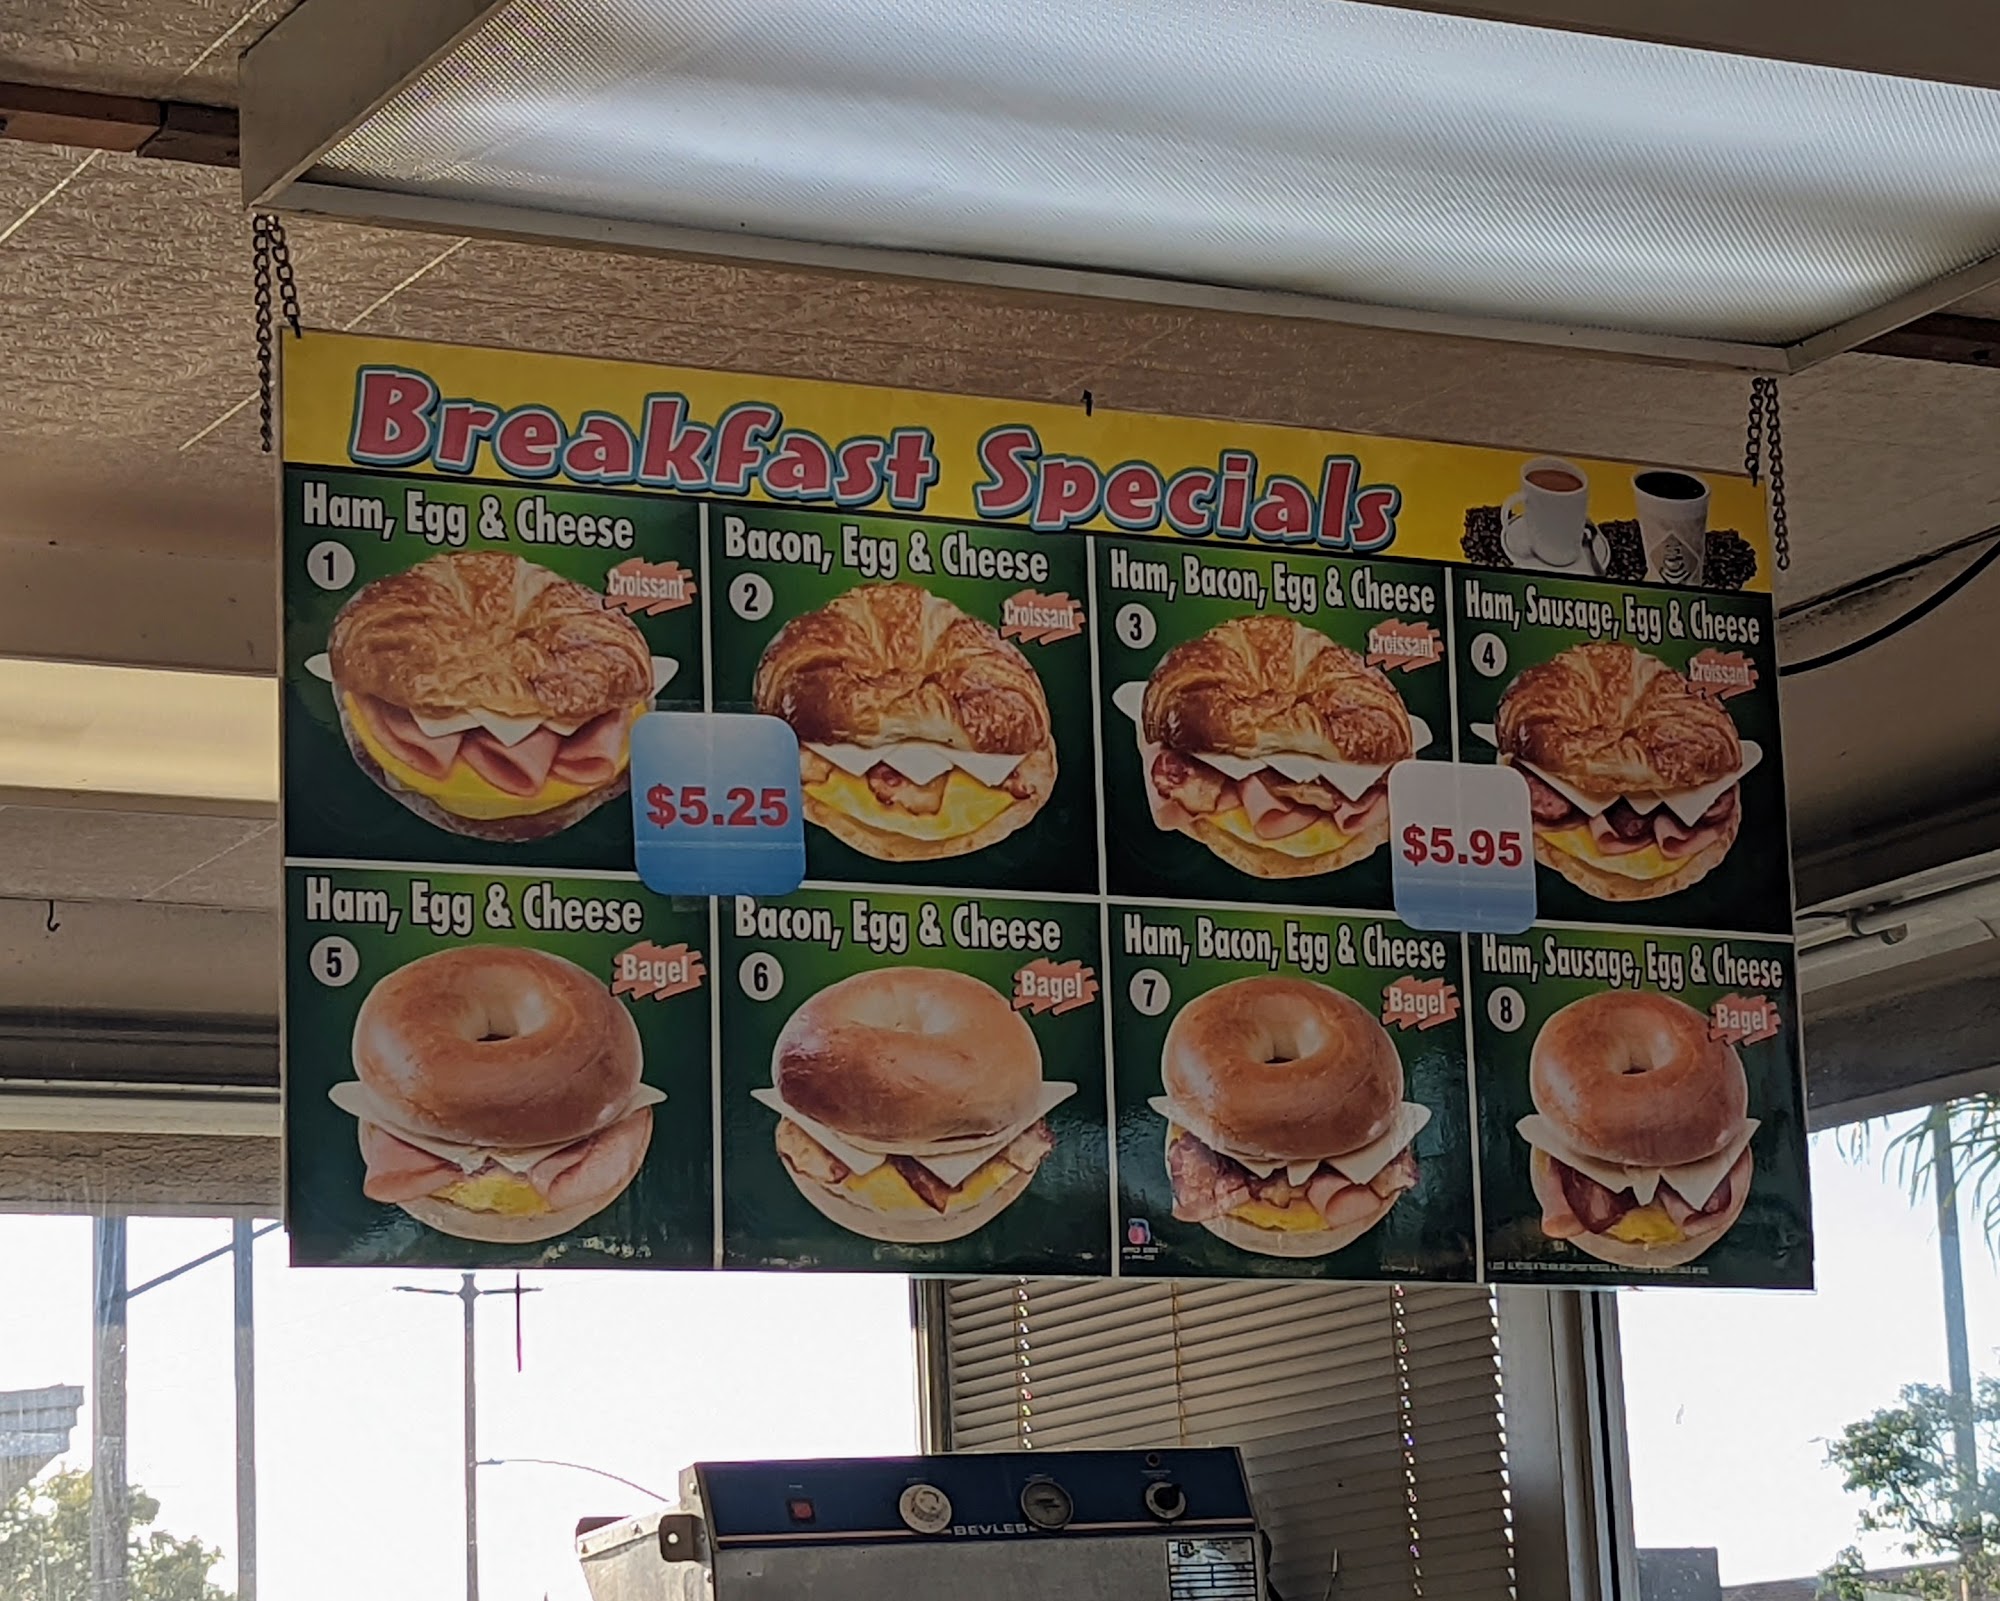 Breakfast Specials
Ham, Egg & Cheese
1
Croissant
Bacon, Egg & Cheese
2
Croissant
Ham, Bacon, Egg & Cheese
3
Croissant
Ham, Sausage, Egg & Cheese
4
Croissant
$5.25
$5.95
Ham, Egg & Cheese
5
Bagel
Bacon, Egg & Cheese
6
Bagel
Ham, Bacon, Egg & Cheese
7
Bagel
Ham, Sausage, Egg & Cheese
8
Bagel
BEVLES